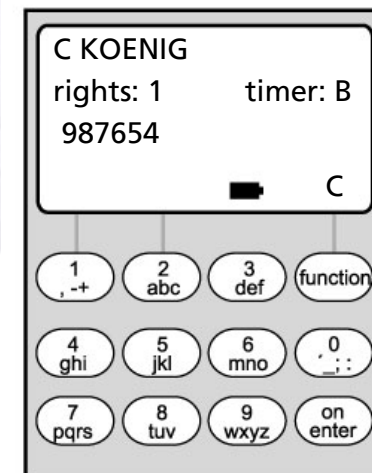 C KOENIG
rights: 1 timer: B
987654
C
1 2 3 function
, -+ abc def
4 5 6 0
ghi jkl mno ´_; :
7 8 9 on
pqrs tuv wxyz enter